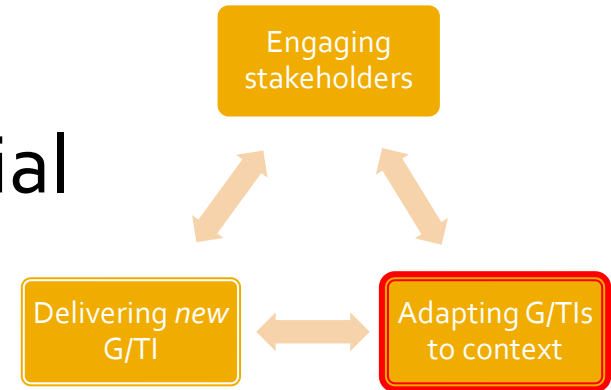 Engaging
stakeholders
ial
Delivering new
G/TI
Adapting G/TIs
to context